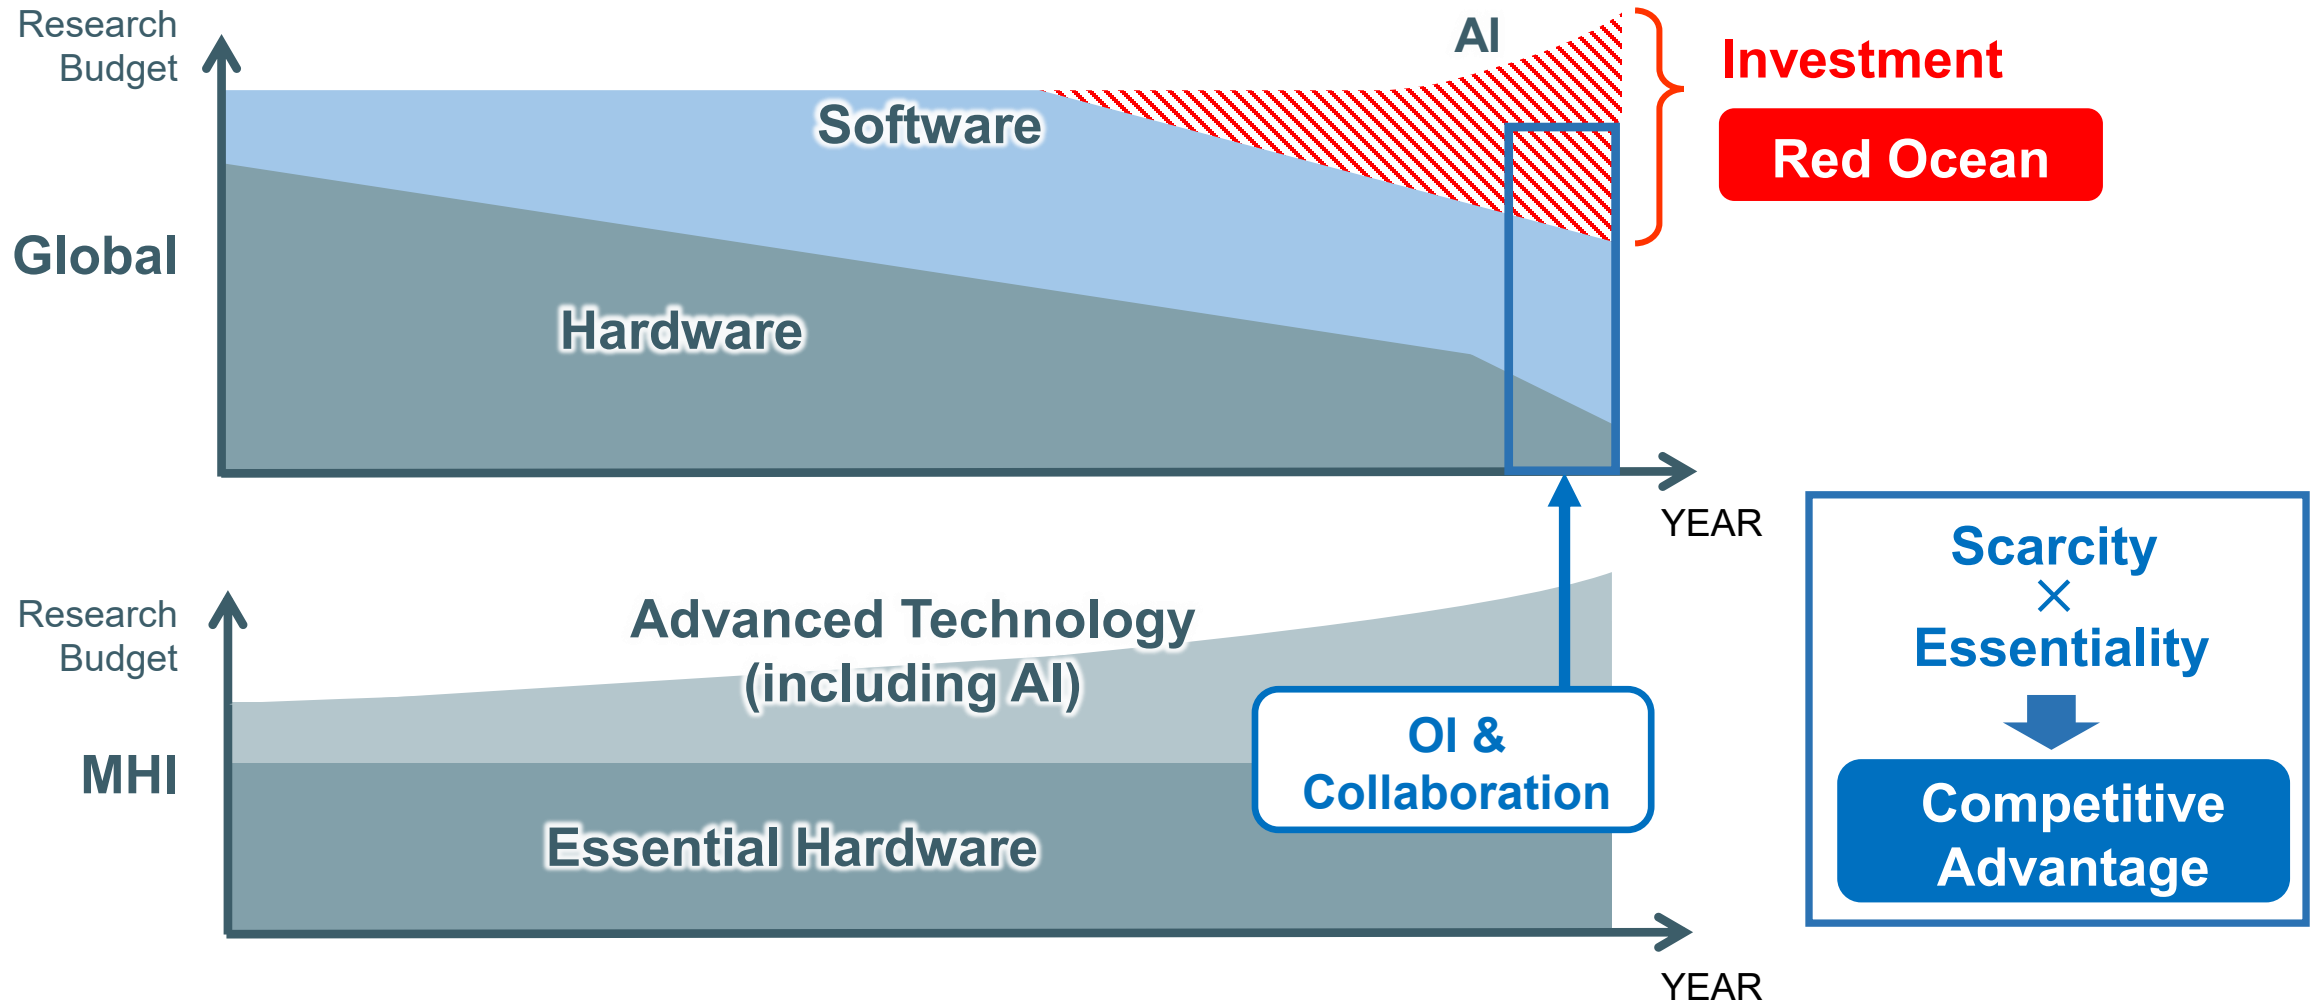 Research
Budget
AI
Investment
Software
Red Ocean
Global
Hardware
YEAR
Scarcity
×
Essentiality
Research
Budget
Advanced Technology
(including AI)
OI &
Collaboration
MHI
Competitive
Advantage
Essential Hardware
YEAR